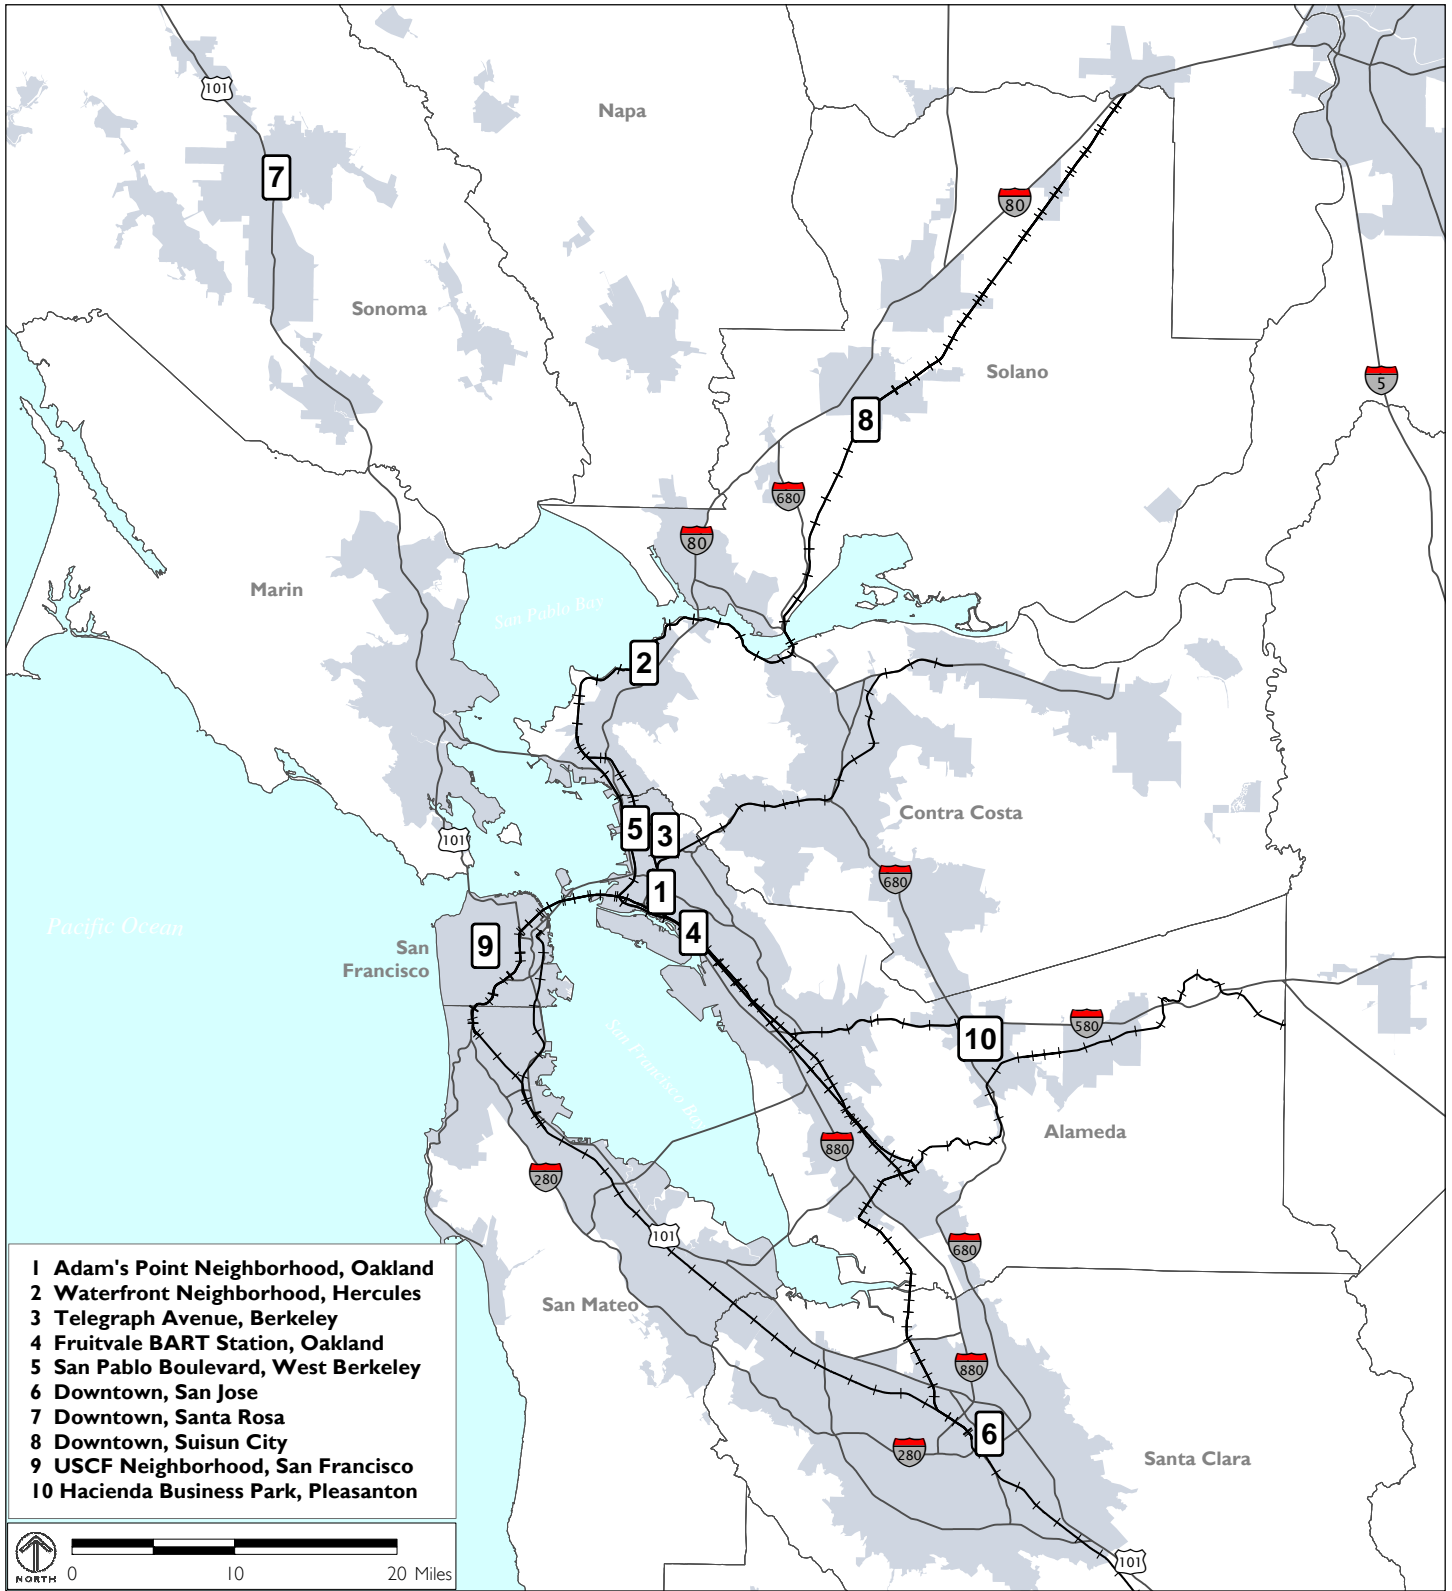 101
Napa
7
80
Sonoma
Solano
5
8
680
80
Marin
San Pablo Bay
2
Contra Costa
5
3
101
680
1
Pacific Ocean
4
9
San
Francisco
10
580
San Francisco Bay
Alameda
880
280
101
680
San Mateo
880
6
280
Santa Clara
101
1 Adam's Point Neighborhood, Oakland
2 Waterfront Neighborhood, Hercules
3 Telegraph Avenue, Berkeley
4 Fruitvale BART Station, Oakland
5 San Pablo Boulevard, West Berkeley
6 Downtown, San Jose
7 Downtown, Santa Rosa
8 Downtown, Suisun City
9 USCF Neighborhood, San Francisco
10 Hacienda Business Park, Pleasanton
NORTH
0 10 20 Miles